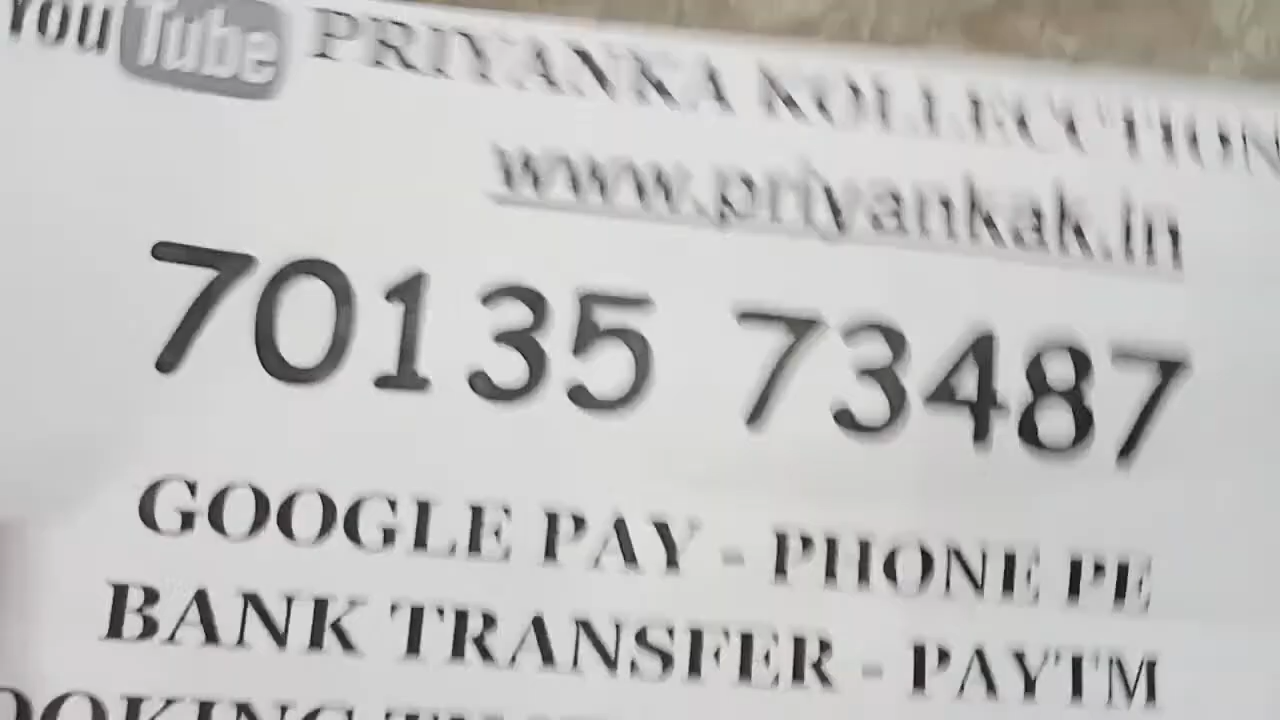 YouTube PRIYANKA KOLLECTION
www.priyankak.in
70135 73487
GOOGLE PAY - PHONE PE
BANK TRANSFER - PAYTM